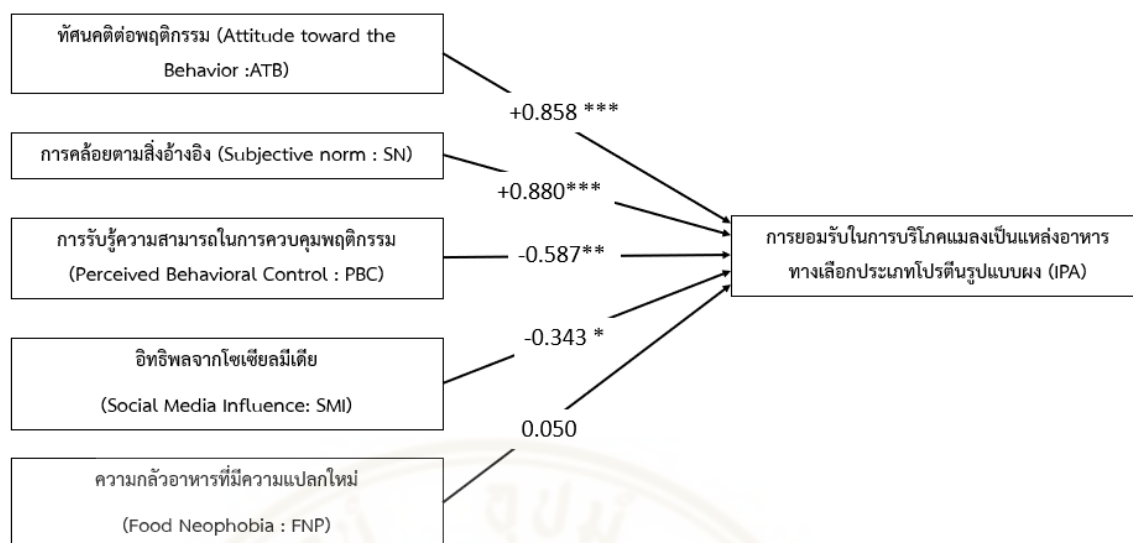 ทัศนคติต่อพฤติกรรม (Attitude toward the
Behavior :ATB)
+0.858 ***
การคล้อยตามสิ่งอ้างอิง (Subjective norm : SN)
+0.880***
การรับรู้ความสามารถในการควบคุมพฤติกรรม
(Perceived Behavioral Control : PBC)
-0.587**
การยอมรับในการบริโภคแมลงเป็นแหล่งอาหาร
ทางเลือกประเภทโปรตีนรูปแบบผง (IPA)
อิทธิพลจากโซเซียลมีเดีย
(Social Media Influence: SMI)
-0.343 *
0.050
ความกลัวอาหารที่มีความแปลกใหม่
(Food Neophobia : FNP)